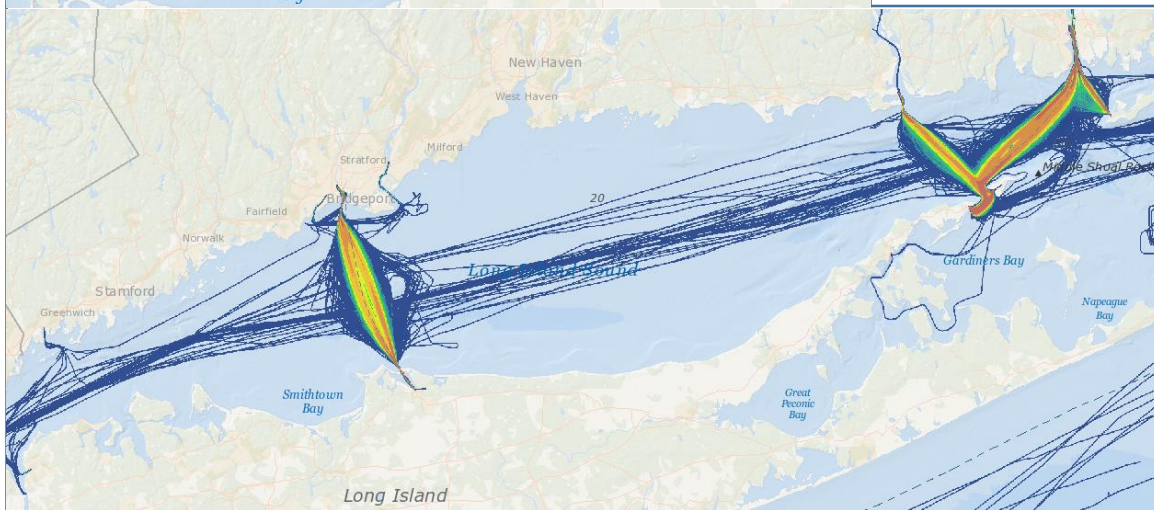 New Haven
West Haven
Milford
Stratford
Bridgeport
Fairfield
Norwalk
Stamford
Greenwich
20
Long Island Sound
Gardiners Bay
Napeague
Bay
Smithtown
Bay
Great
Peconic
Bay
Long Island